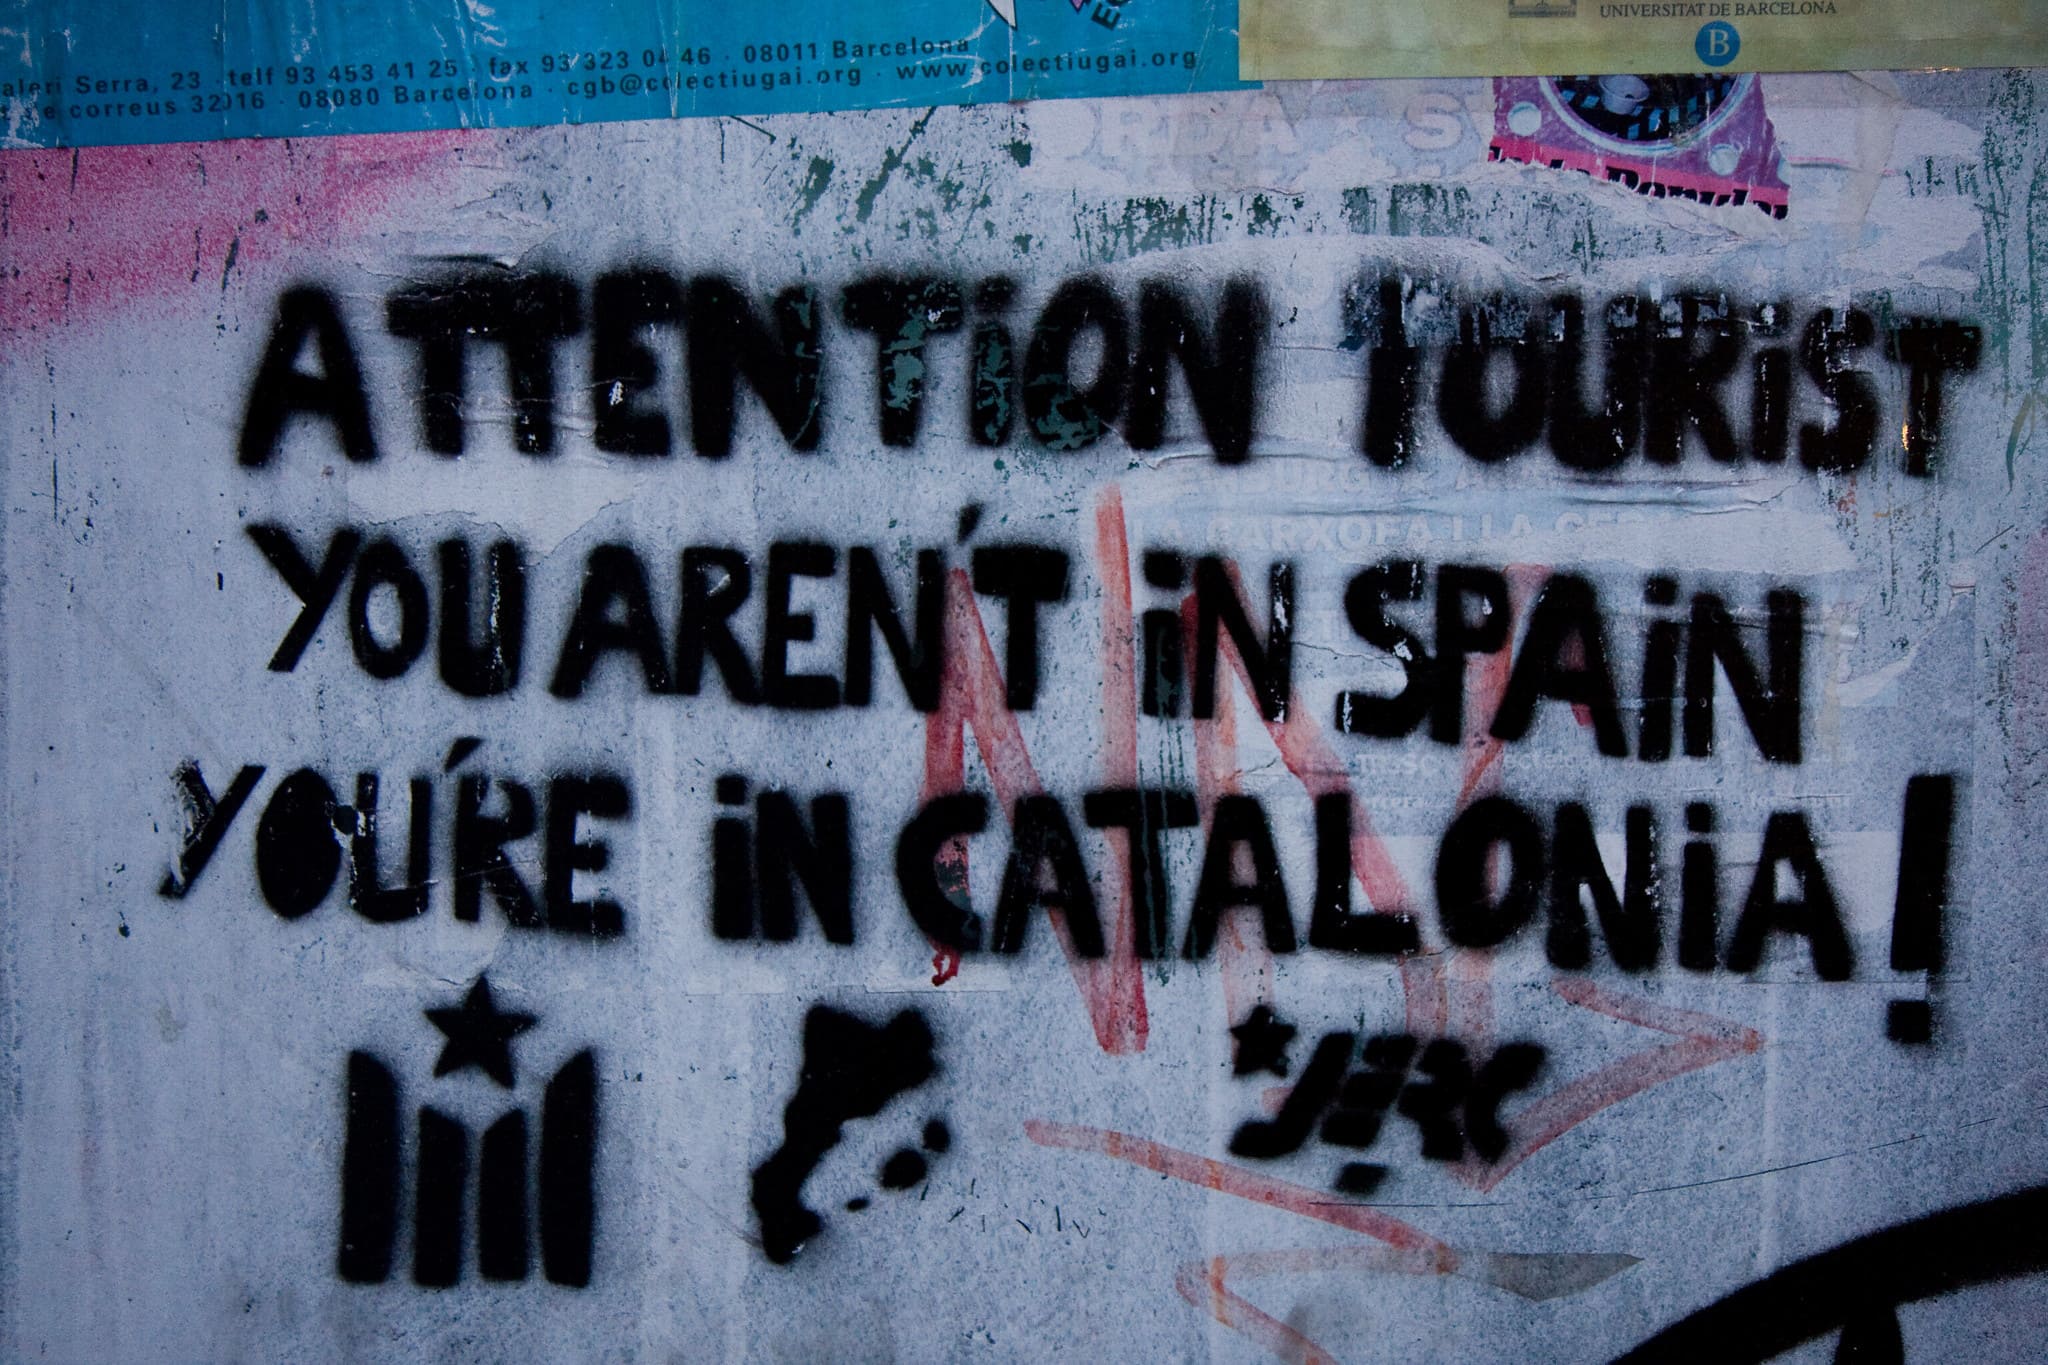 UNIVERSITAT DE BARCELONA
B
aleri Serra, 23 · telf 93 453 41 25 · fax 93 323 04 46 · 08011 Barcelona
correus 32016 · 08080 Barcelona · cgb@colectiugai.org · www.colectiugai.org
ATTENTiON TOURiST
YOU AREN'T iN SPAiN
YOU'RE iN CATALONiA!
JERC